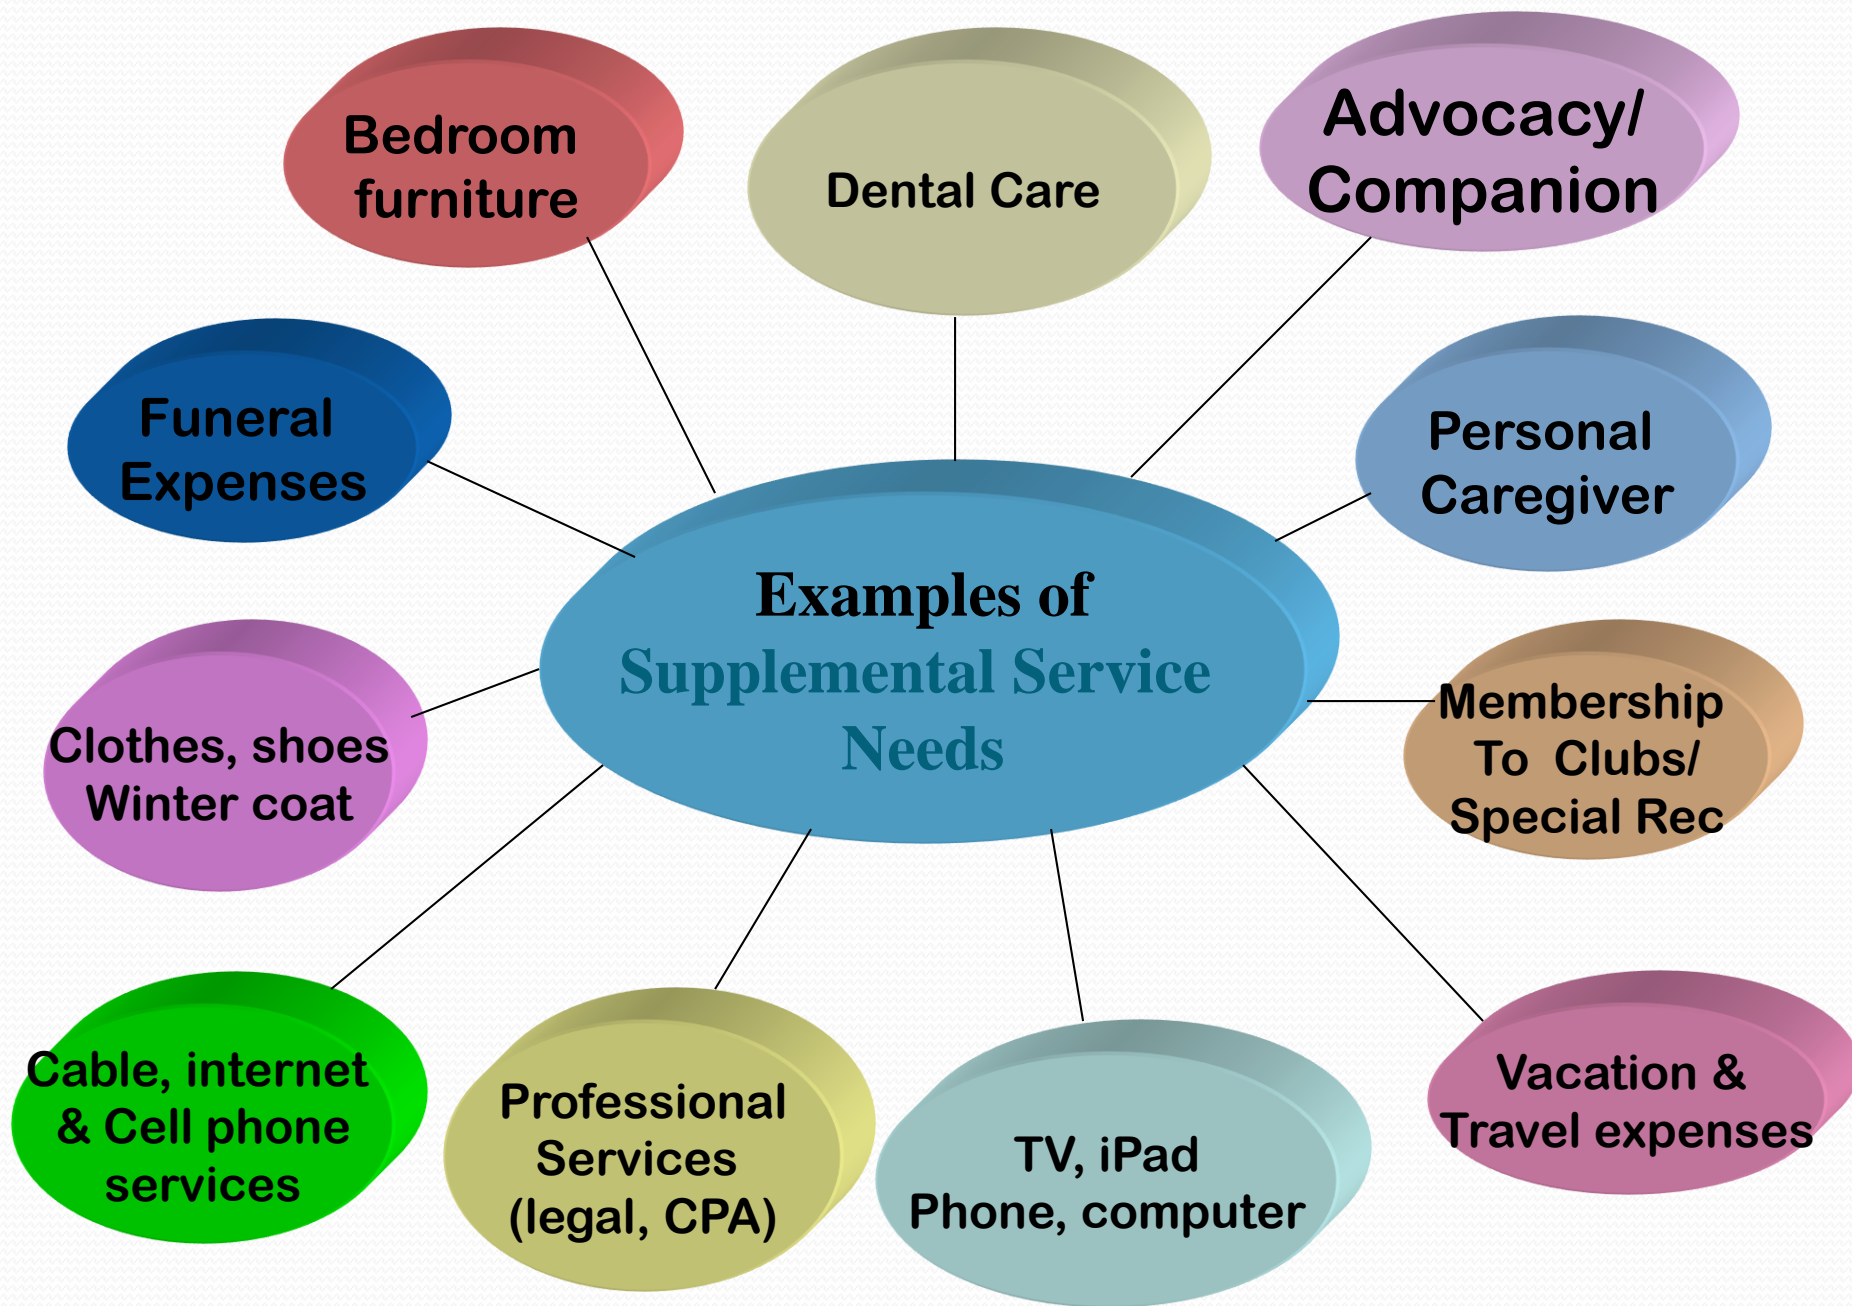 Bedroom
furniture
Dental Care
Advocacy/
Companion
Funeral
Expenses
Personal
Caregiver
Examples of
Supplemental Service
Needs
Clothes, shoes
Winter coat
Membership
To Clubs/
Special Rec
Cable, internet
& Cell phone
services
Professional
Services
(legal, CPA)
TV, iPad
Phone, computer
Vacation &
Travel expenses